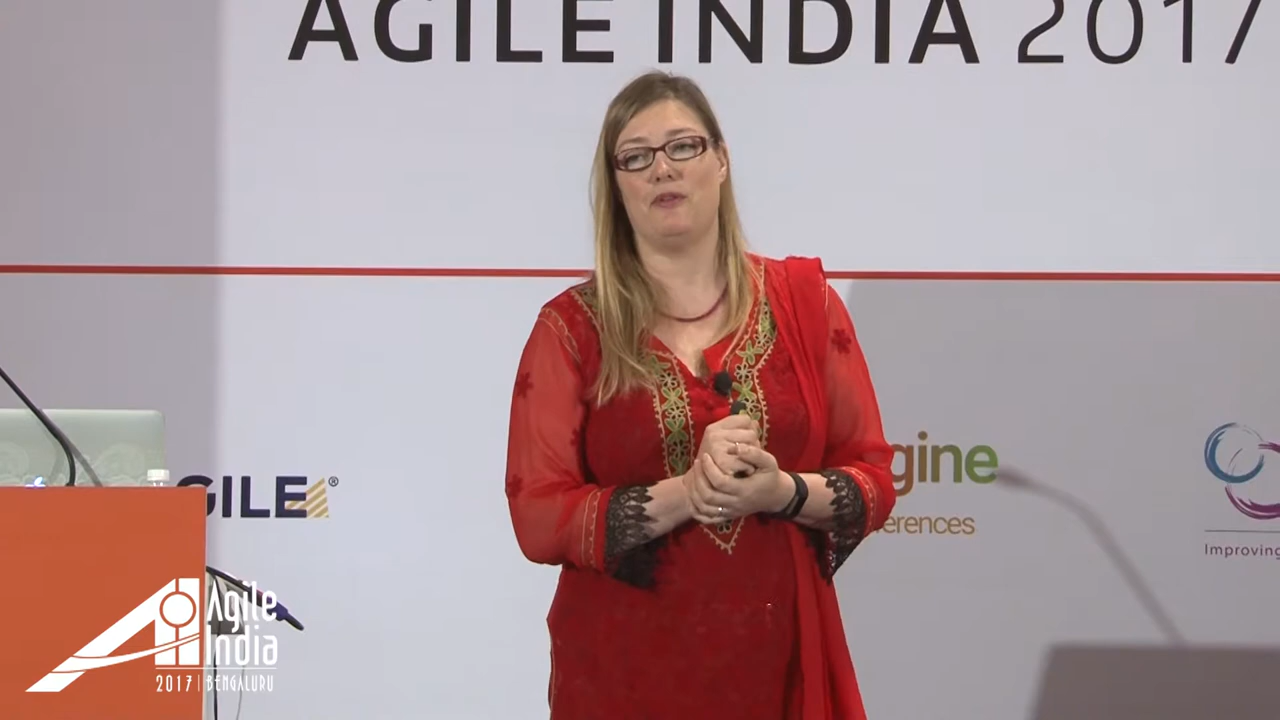 AGILE INDIA 2017
GILE®
gine
erences
Improving
Agile
India
2017 | BENGALURU